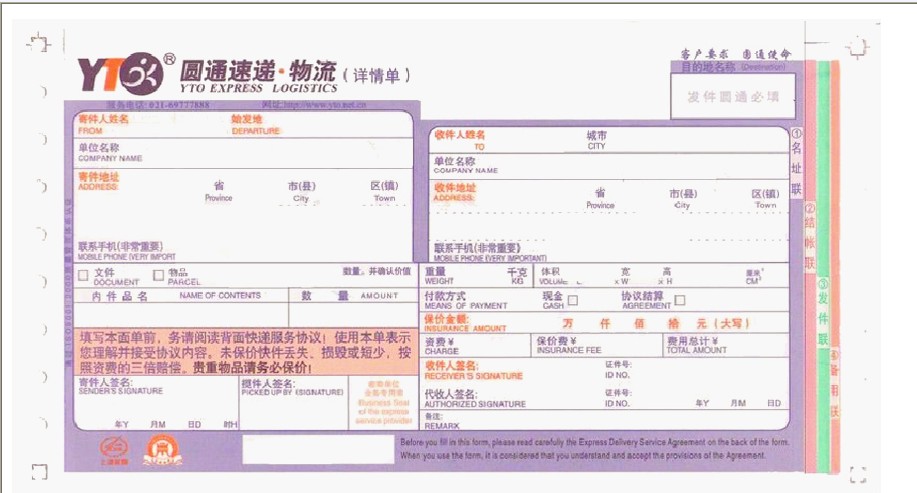 客户要求 圆通使命
YTO® 圆通速递·物流(详情单)
YTO EXPRESS LOGISTICS
目的地名称 (Destination)
发件圆通必填
服务电话: 021-69777888 网址:http://www.yto.net.cn
寄件人姓名 始发地
FROM DEPARTURE
单位名称
COMPANY NAME
寄件地址
ADDRESS:
省 市(县) 区(镇)
Province City Town
联系手机(非常重要)
MOBILE PHONE (VERY IMPORT
收件人姓名 城市
TO CITY
单位名称
COMPANY NAME
收件地址
ADDRESS:
省 市(县) 区(镇)
Province City Town
联系手机(非常重要)
MOBILE PHONE (VERY IMPORTANT)
①名址联
②结帐联
③发件联
□ 文件 □ 物品 数量,并确认价值
DOCUMENT PARCEL
内件品名 NAME OF CONTENTS 数 量 AMOUNT
填写本面单前,务请阅读背面快递服务协议!使用本单表示
您理解并接受协议内容。未保价快件丢失、损毁或短少,按
照资费的三倍赔偿。贵重物品请务必保价!
寄件人签名:
SENDER'S SIGNATURE
年Y 月M 日D 时H
揽件人签名:
PICKED UP BY (SIGNATURE)
Business Seal
of the express
service provider
重量 千克 体积 宽 高 厘米³
WEIGHT KG VOLUME L x W x H CM³
付款方式 现金 □ 协议结算 □
MEANS OF PAYMENT CASH AGREEMENT
保价金额: 万 仟 佰 拾 元(大写)
INSURANCE AMOUNT
资费¥ 保价费¥ 费用总计¥
CHARGE INSURANCE FEE TOTAL AMOUNT
收件人签名: 证件号:
RECEIVER'S SIGNATURE ID NO.
代收人签名: 证件号:
AUTHORIZED SIGNATURE ID NO. 年Y 月M 日D
备注:
REMARK
Before you fill in this form, please read carefully the Express Delivery Service Agreement on the back of the form.
When you use the form, it is considered that you understand and accept the provisions of the Agreement.